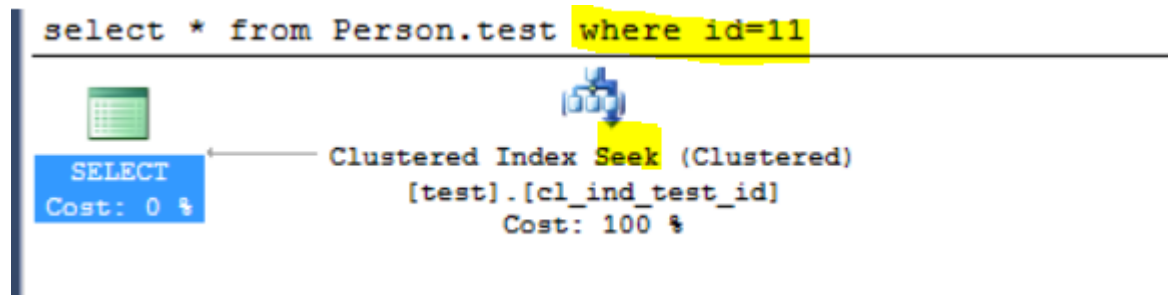 select * from Person.test where id=11
Clustered Index Seek (Clustered)
[test].[cl_ind_test_id]
Cost: 100 %
SELECT
Cost: 0 %